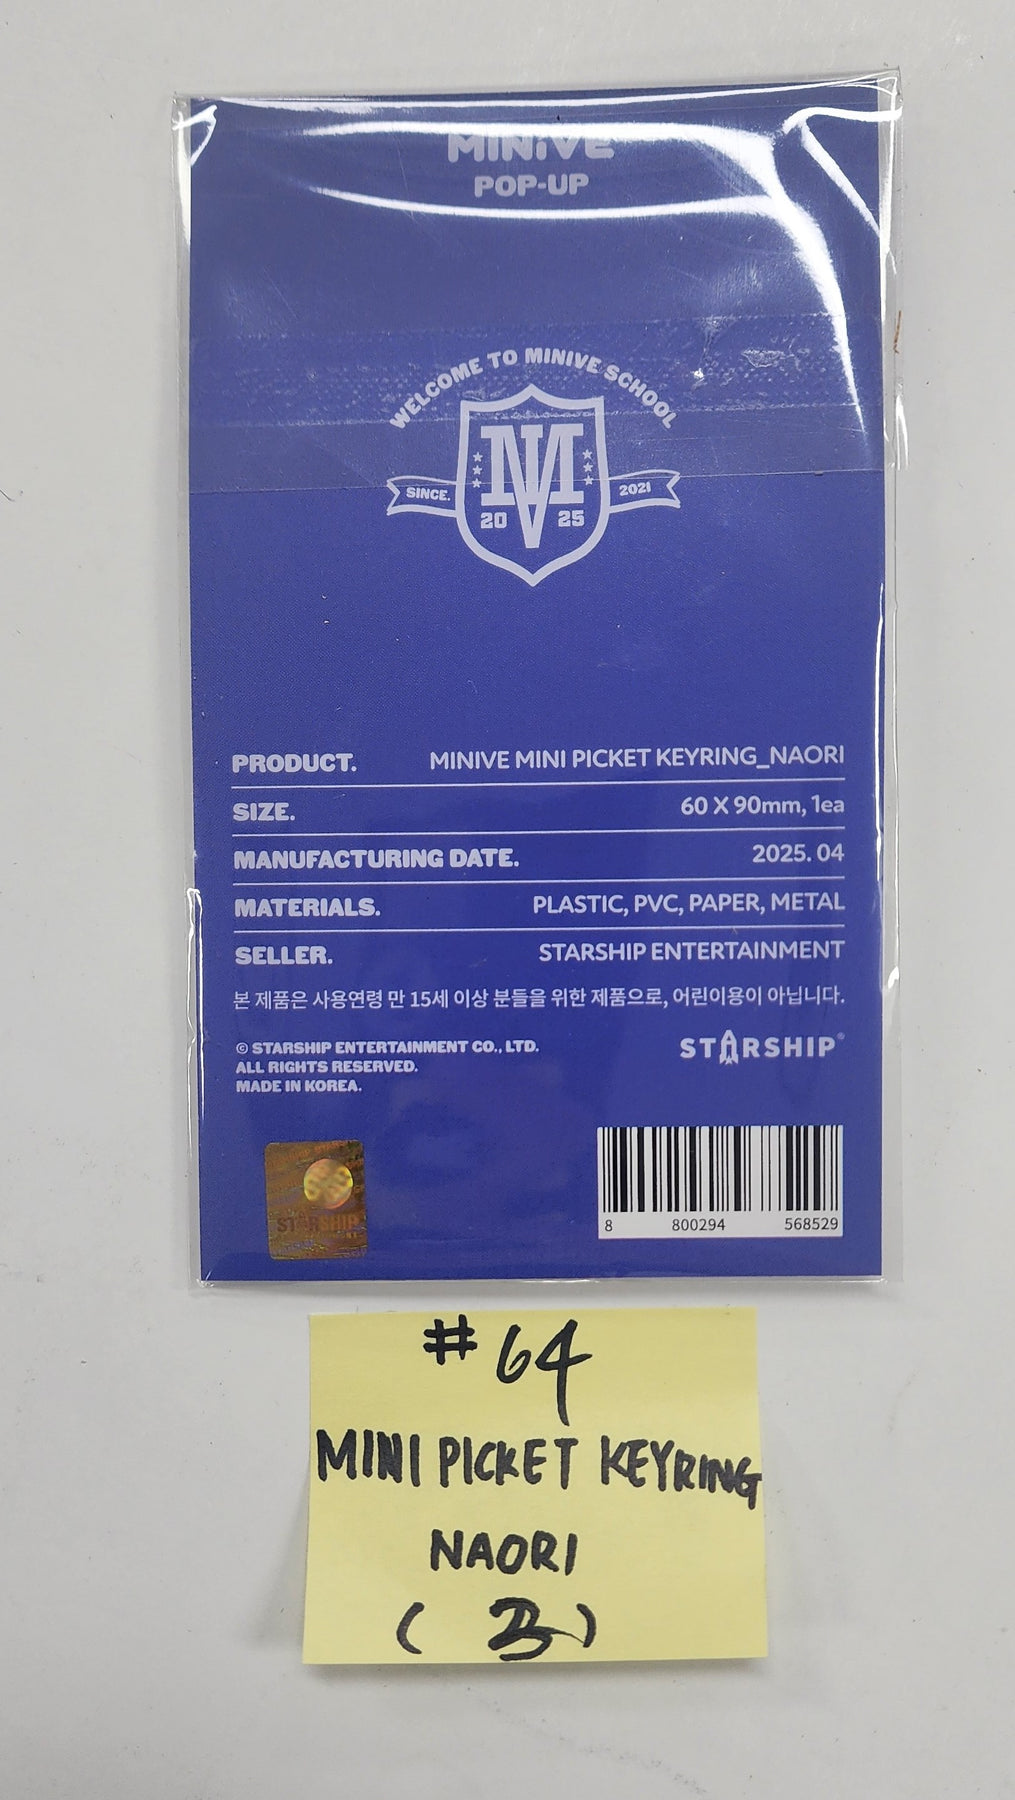 MINIVE
POP-UP
WELCOME TO MINIVE SCHOOL
SINCE. 2021
MV
20 25
PRODUCT. MINIVE MINI PICKET KEYRING_NAORI
SIZE. 60 X 90mm, 1ea
MANUFACTURING DATE. 2025. 04
MATERIALS. PLASTIC, PVC, PAPER, METAL
SELLER. STARSHIP ENTERTAINMENT
본 제품은 사용연령 만 15세 이상 분들을 위한 제품으로, 어린이용이 아닙니다.
© STARSHIP ENTERTAINMENT CO., LTD.
ALL RIGHTS RESERVED.
MADE IN KOREA.
STARSHIP®
STARSHIP
8 800294 568529
#64
MINI PICKET KEYRING
NAORI